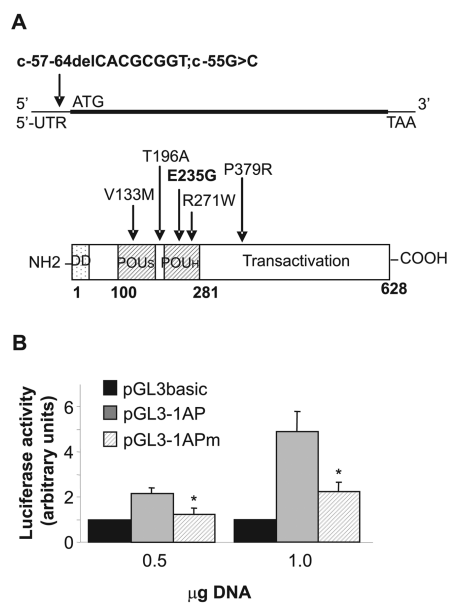 A
c-57-64delCACGCGGT;c-55G>C
5' ATG 3'
5'-UTR TAA
T196A
E235G P379R
V133M R271W
NH2 DD POUS POUH Transactivation COOH
1 100 281 628
B
Luciferase activity
(arbitrary units)
pGL3basic
pGL3-1AP
pGL3-1APm
6
4
2
0
* *
0.5 1.0
μg DNA